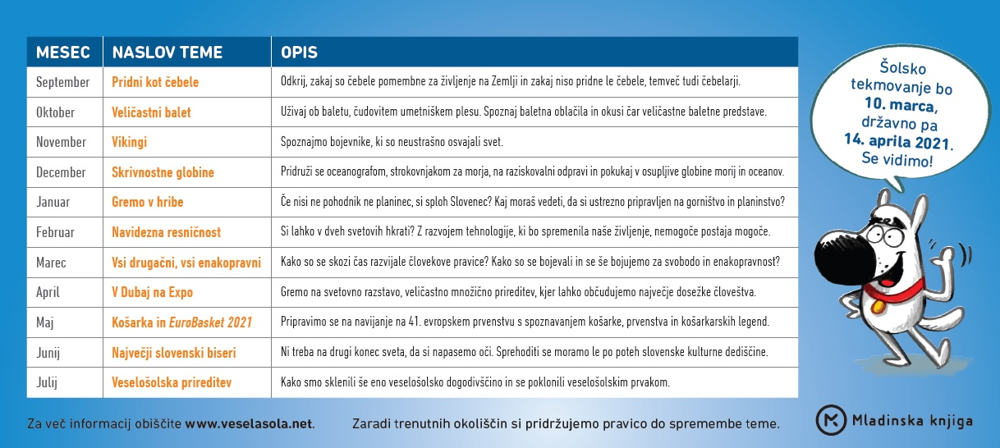 MESEC NASLOV TEME OPIS
September Pridni kot čebele Odkrij, zakaj so čebele pomembne za življenje na Zemlji in zakaj niso pridne le čebele, temveč tudi čebelarji.
Oktober Veličastni balet Uživaj ob baletu, čudovitem umetniškem plesu. Spoznaj baletna oblačila in okusi čar veličastne baletne predstave.
November Vikingi Spoznajmo bojevnike, ki so neustrašno osvajali svet.
December Skrivnostne globine Pridruži se oceanografom, strokovnjakom za morja, na raziskovalni odpravi in pokukaj v osupljive globine morij in oceanov.
Januar Gremo v hribe Če nisi ne pohodnik ne planinec, si sploh Slovenec? Kaj moraš vedeti, da si ustrezno pripravljen na gorništvo in planinstvo?
Februar Navidezna resničnost Si lahko v dveh svetovih hkrati? Z razvojem tehnologije, ki bo spremenila naše življenje, nemogoče postaja mogoče.
Marec Vsi drugačni, vsi enakopravni Kako so se skozi čas razvijale človekove pravice? Kako so se bojevali in se še bojujemo za svobodo in enakopravnost?
April V Dubaj na Expo Gremo na svetovno razstavo, veličastno množično prireditev, kjer lahko občudujemo največje dosežke človeštva.
Maj Košarka in EuroBasket 2021 Pripravimo se na navijanje na 41. evropskem prvenstvu s spoznavanjem košarke, prvenstva in košarkarskih legend.
Junij Največji slovenski biseri Ni treba na drugi konec sveta, da si napasemo oči. Sprehoditi se moramo le po poteh slovenske kulturne dediščine.
Julij Veselošolska prireditev Kako smo sklenili še eno veselošolsko dogodivščino in se poklonili veselošolskim prvakom.
Šolsko
tekmovanje bo
10. marca,
državno pa
14. aprila 2021.
Se vidimo!
Za več informacij obiščite www.veselasola.net. Zaradi trenutnih okoliščin si pridržujemo pravico do spremembe teme.
Mladinska knjiga